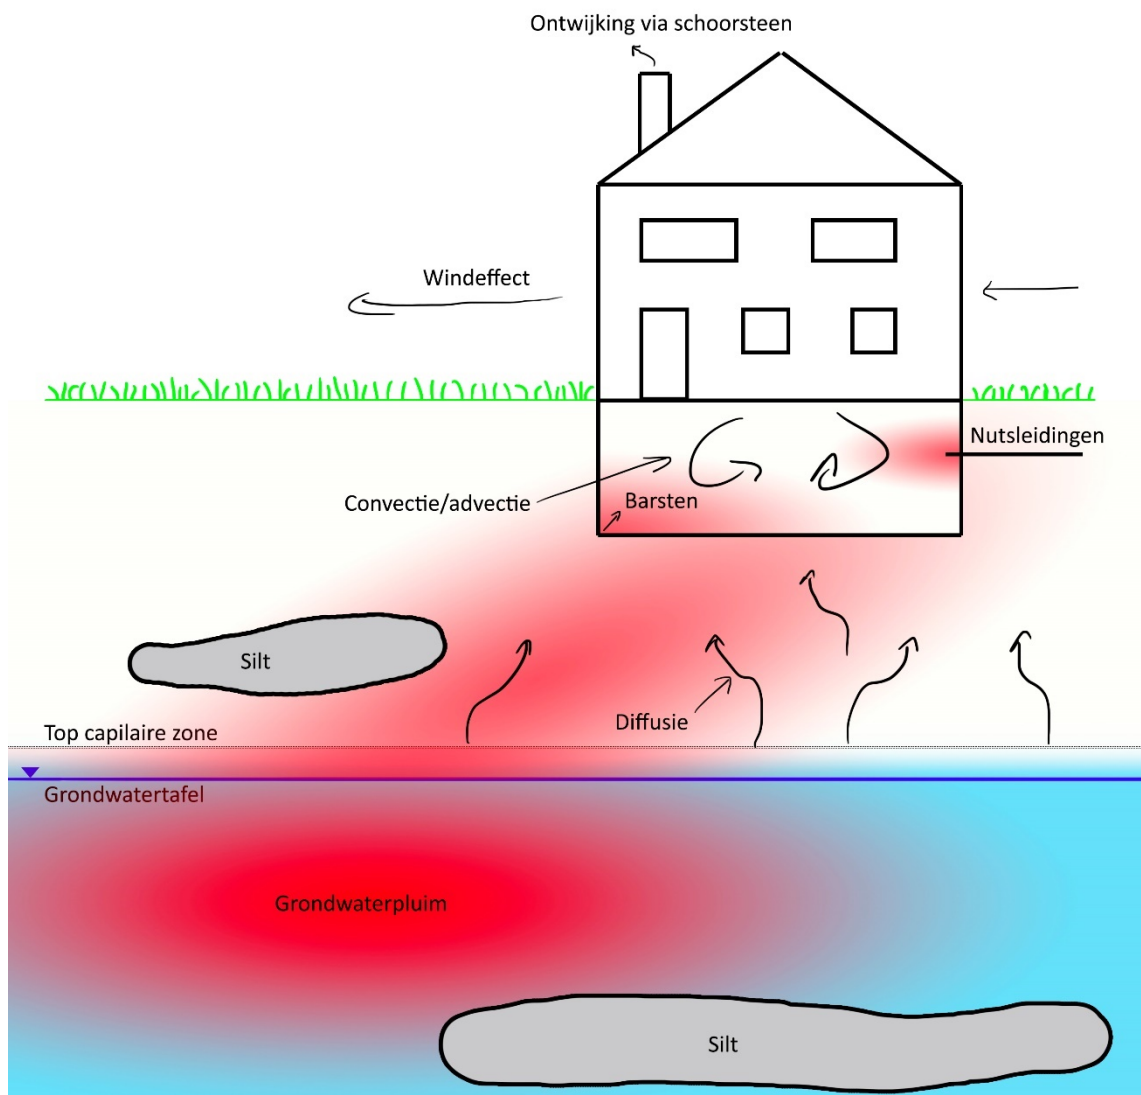 Ontwijking via schoorsteen
Windeffect
Nutsleidingen
Convectie/advectie
Barsten
Silt
Diffusie
Top capilaire zone
Grondwatertafel
Grondwaterpluim
Silt